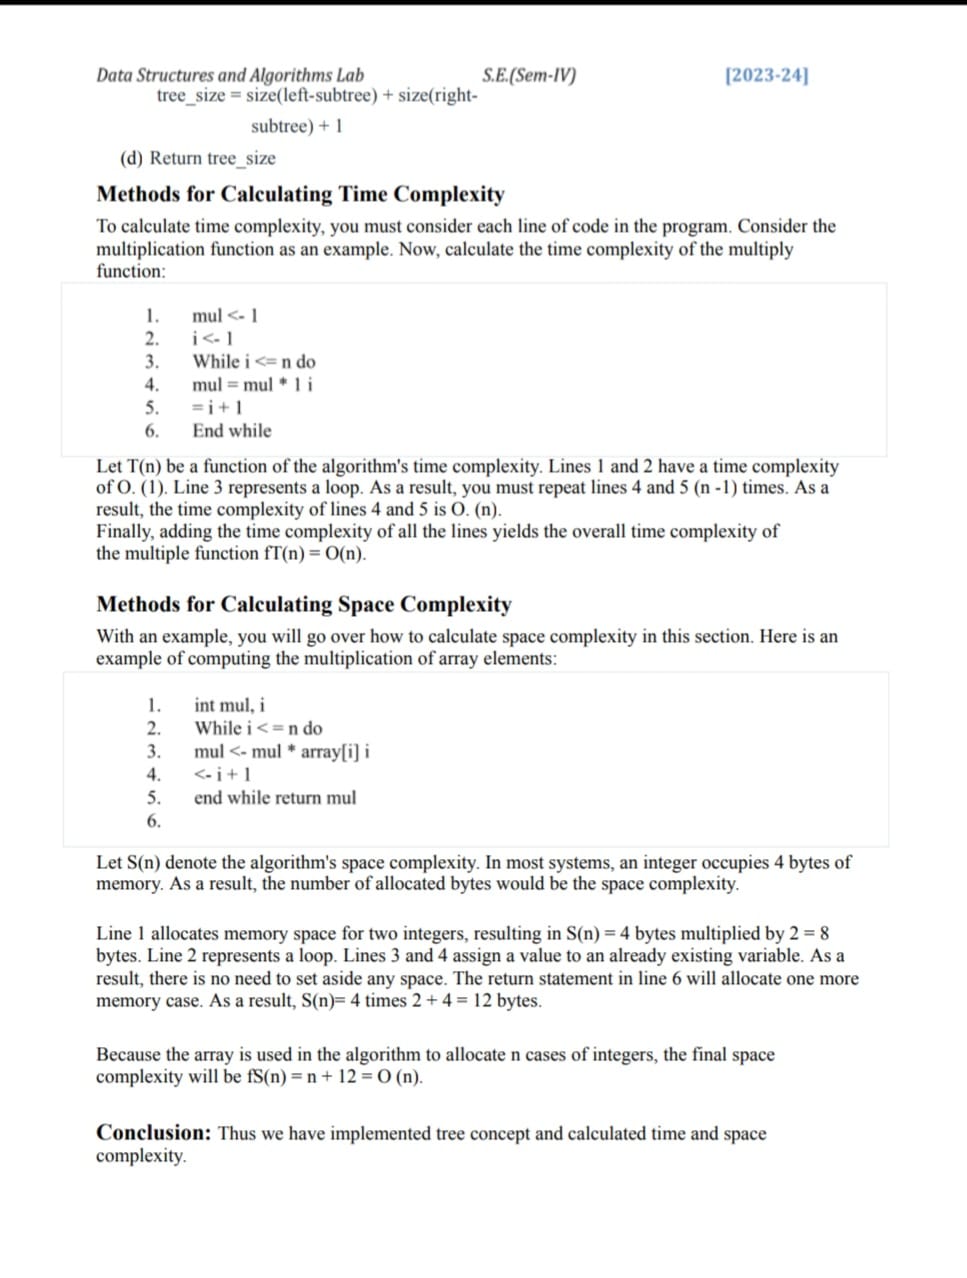 Data Structures and Algorithms Lab S.E.(Sem-IV) [2023-24]
tree_size = size(left-subtree) + size(right-
subtree) + 1
(d) Return tree_size
Methods for Calculating Time Complexity
To calculate time complexity, you must consider each line of code in the program. Consider the
multiplication function as an example. Now, calculate the time complexity of the multiply
function:
1. mul <- 1
2. i <- 1
3. While i <= n do
4. mul = mul * 1 i
5. = i + 1
6. End while
Let T(n) be a function of the algorithm's time complexity. Lines 1 and 2 have a time complexity
of O. (1). Line 3 represents a loop. As a result, you must repeat lines 4 and 5 (n -1) times. As a
result, the time complexity of lines 4 and 5 is O. (n).
Finally, adding the time complexity of all the lines yields the overall time complexity of
the multiple function fT(n) = O(n).
Methods for Calculating Space Complexity
With an example, you will go over how to calculate space complexity in this section. Here is an
example of computing the multiplication of array elements:
1. int mul, i
2. While i < = n do
3. mul <- mul * array[i] i
4. <- i + 1
5. end while return mul
6.
Let S(n) denote the algorithm's space complexity. In most systems, an integer occupies 4 bytes of
memory. As a result, the number of allocated bytes would be the space complexity.
Line 1 allocates memory space for two integers, resulting in S(n) = 4 bytes multiplied by 2 = 8
bytes. Line 2 represents a loop. Lines 3 and 4 assign a value to an already existing variable. As a
result, there is no need to set aside any space. The return statement in line 6 will allocate one more
memory case. As a result, S(n)= 4 times 2 + 4 = 12 bytes.
Because the array is used in the algorithm to allocate n cases of integers, the final space
complexity will be fS(n) = n + 12 = O (n).
Conclusion: Thus we have implemented tree concept and calculated time and space
complexity.